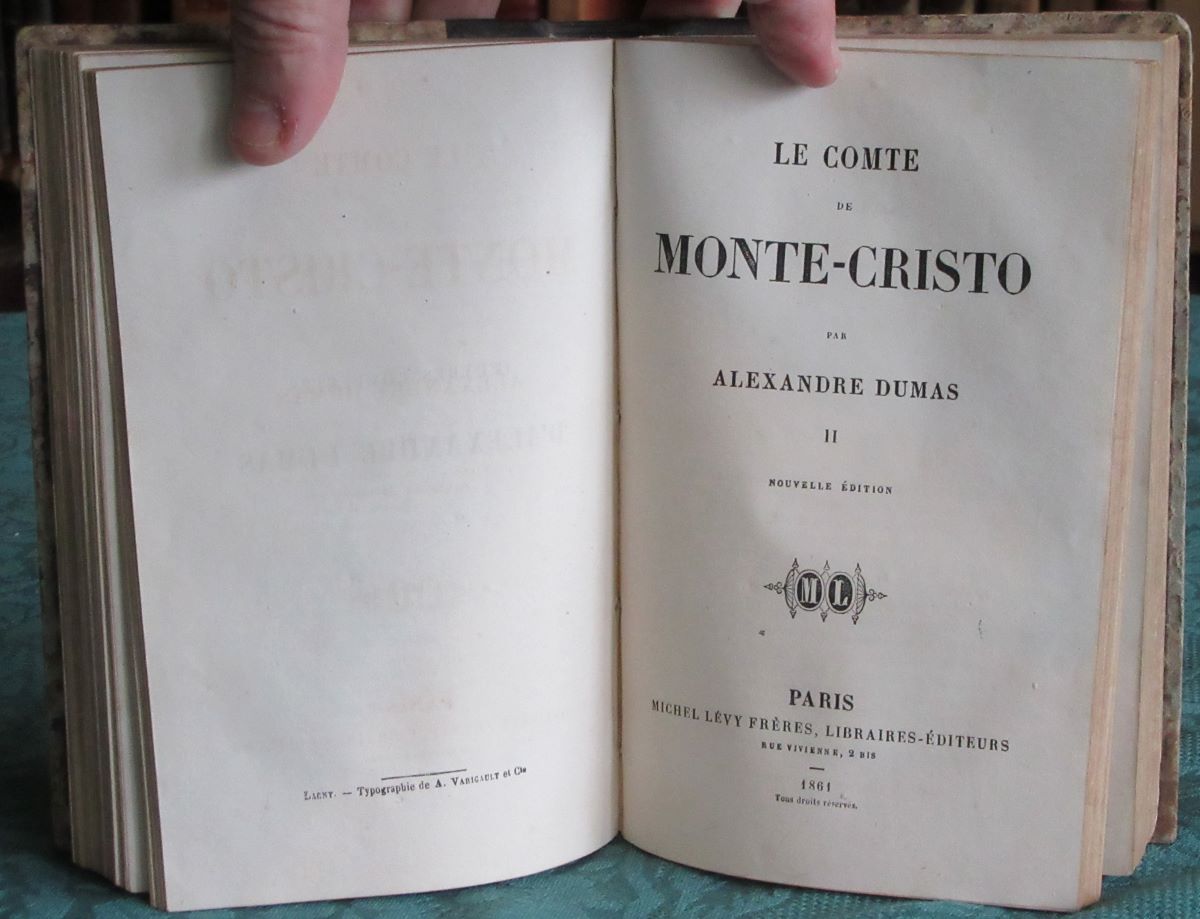 Lagny. — Typographie de A. Varigault et Cie
LE COMTE
DE
MONTE-CRISTO
PAR
ALEXANDRE DUMAS
II
NOUVELLE ÉDITION
ML
PARIS
MICHEL LÉVY FRÈRES, LIBRAIRES-ÉDITEURS
RUE VIVIENNE, 2 BIS
1861
Tous droits réservés.